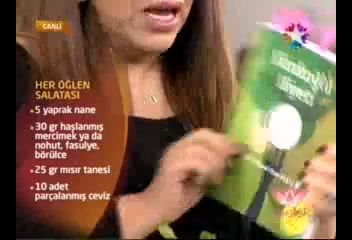 CANLI
STAR
HER ÖĞLEN
SALATASI
5 yaprak nane
30 gr haşlanmış
mercimek ya da
nohut, fasulye,
börülce
25 gr mısır tanesi
10 adet
parçalanmış ceviz